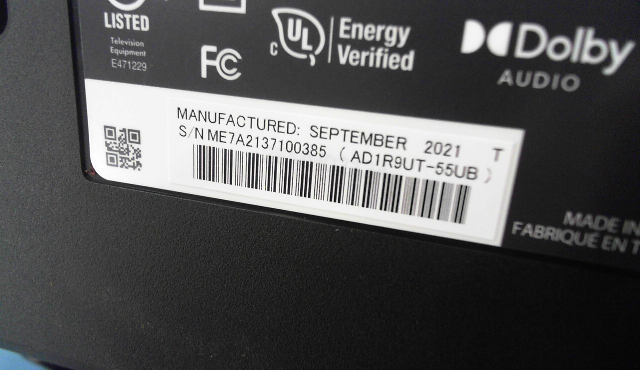 LISTED
Television
Equipment
E471229
FC
c UL Energy
Verified
Dolby
AUDIO
MANUFACTURED: SEPTEMBER 2021 T
S/N ME7A2137100385 ( AD1R9UT-55UB )
MADE IN
FABRIQUÉ EN T